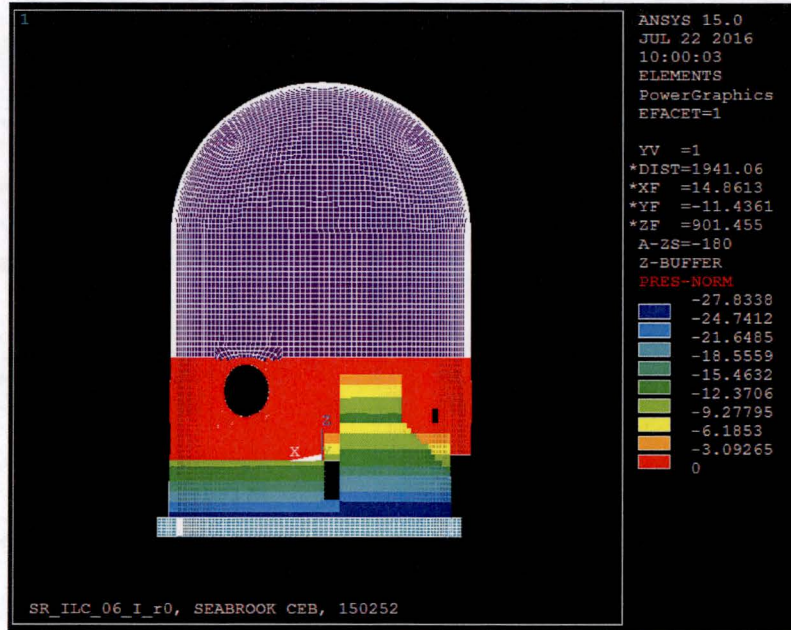 1
ANSYS 15.0
JUL 22 2016
10:00:03
ELEMENTS
PowerGraphics
EFACET=1
YV =1
*DIST=1941.06
*XF =14.8613
*YF =-11.4361
*ZF =901.455
A-ZS=-180
Z-BUFFER
PRES-NORM
-27.8338
-24.7412
-21.6485
-18.5559
-15.4632
-12.3706
-9.27795
-6.1853
-3.09265
0
X
SR_ILC_06_I_r0, SEABROOK CEB, 150252